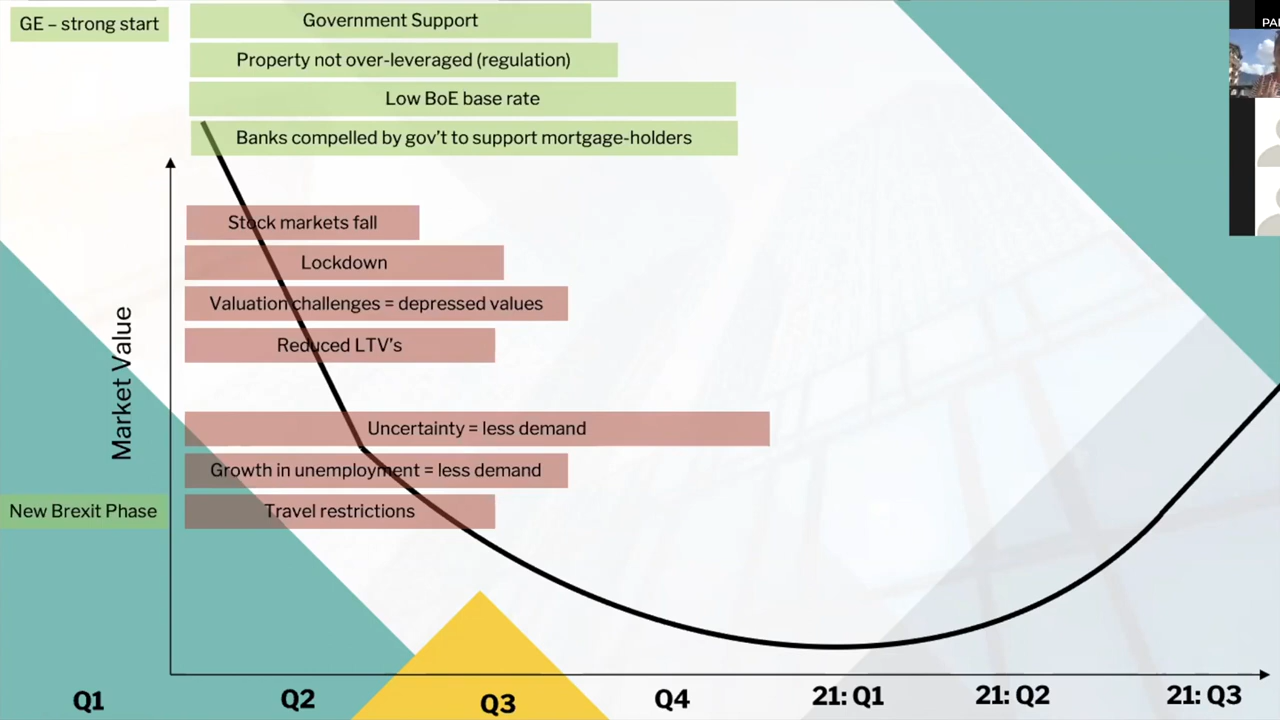 GE – strong start
Government Support
Property not over-leveraged (regulation)
Low BoE base rate
Banks compelled by gov't to support mortgage-holders
Stock markets fall
Lockdown
Valuation challenges = depressed values
Reduced LTV's
Uncertainty = less demand
Growth in unemployment = less demand
New Brexit Phase
Travel restrictions
Market Value
Q1
Q2
Q3
Q4
21: Q1
21: Q2
21: Q3